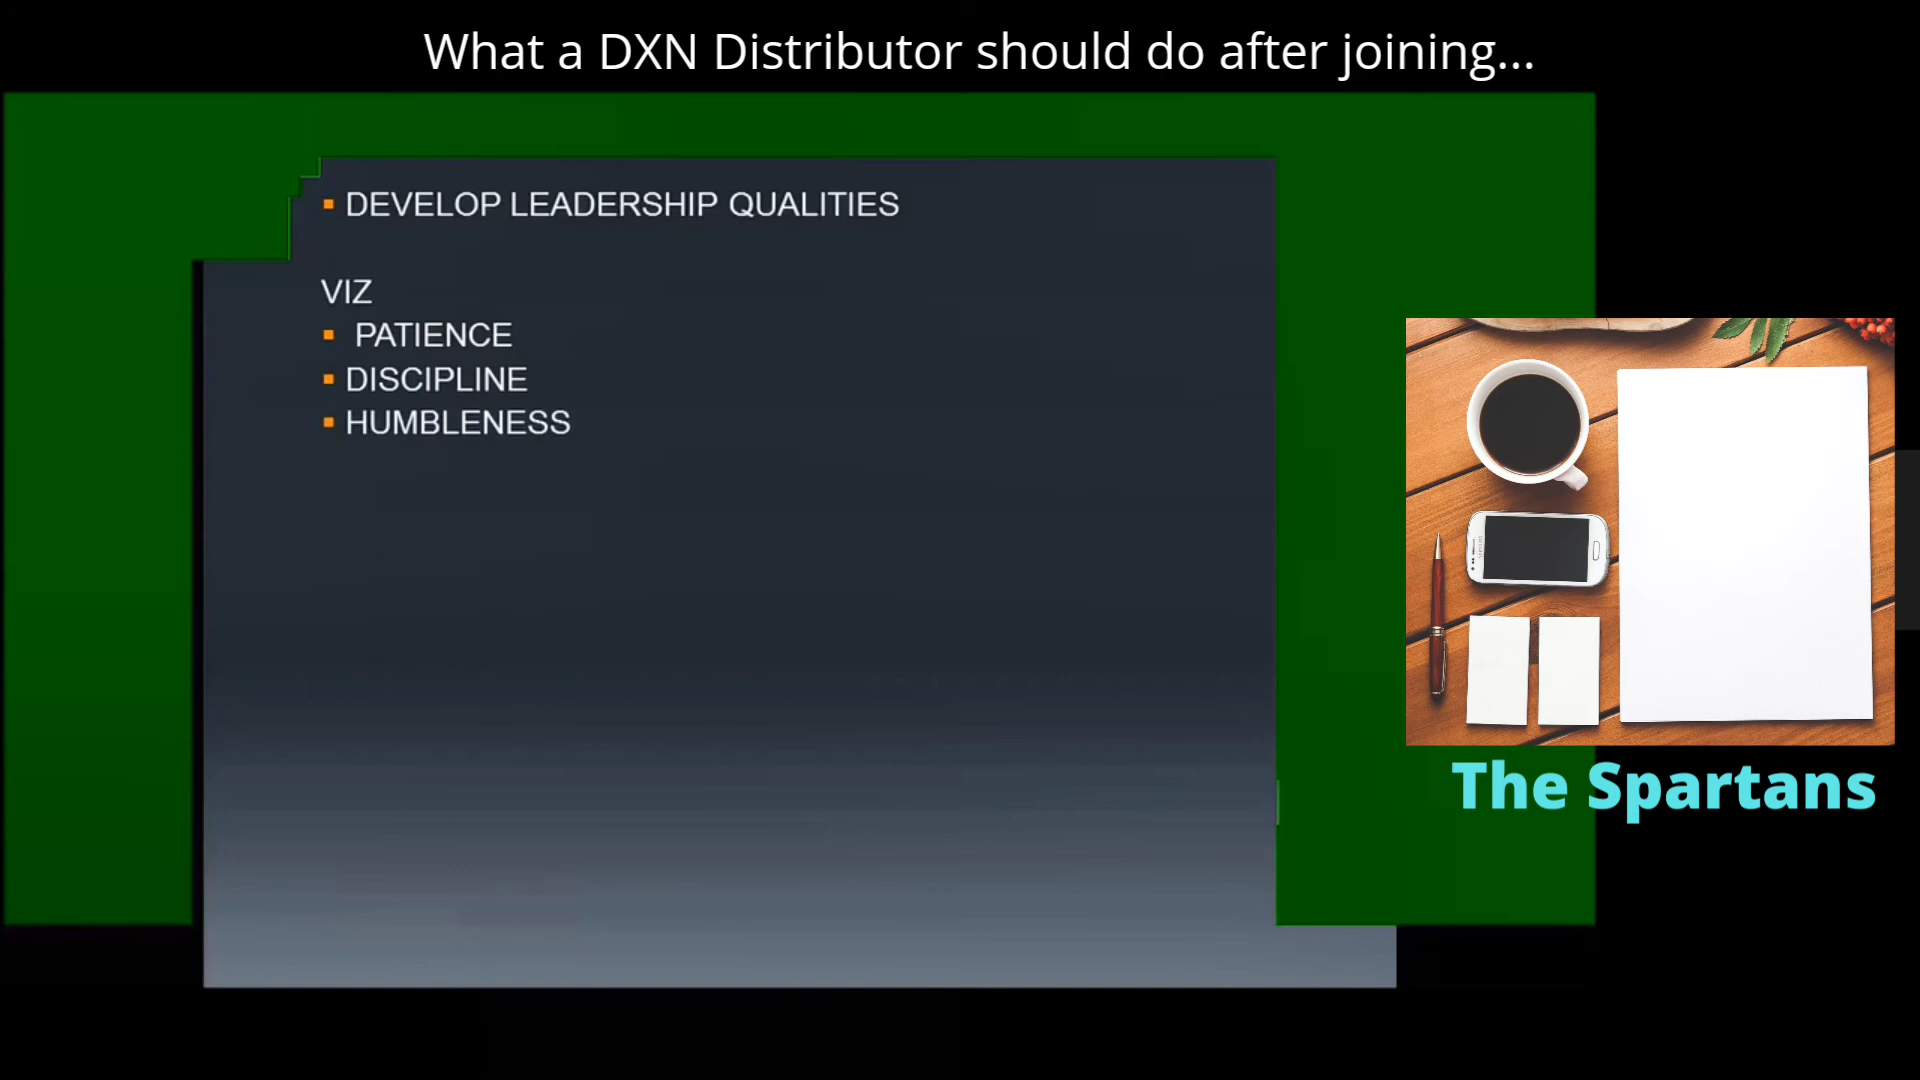 What a DXN Distributor should do after joining...
DEVELOP LEADERSHIP QUALITIES
VIZ
PATIENCE
DISCIPLINE
HUMBLENESS
The Spartans